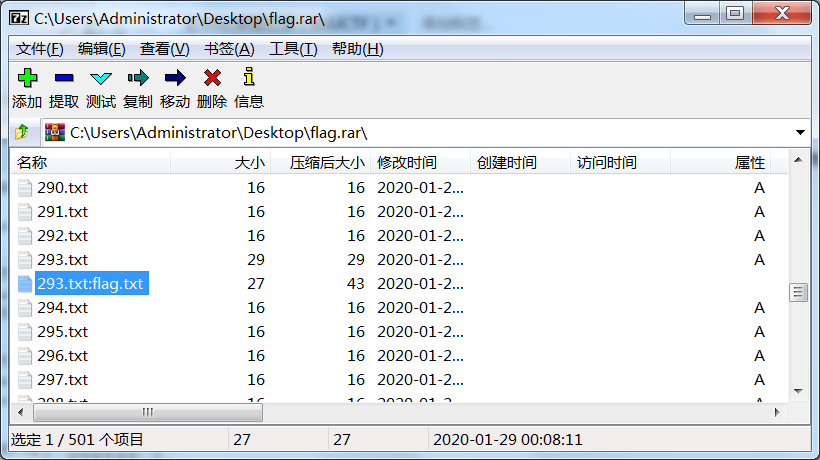 C:\Users\Administrator\Desktop\flag.rar\
文件(F) 编辑(E) 查看(V) 书签(A) 工具(T) 帮助(H)
添加 提取 测试 复制 移动 删除 信息
C:\Users\Administrator\Desktop\flag.rar\
名称 大小 压缩后大小 修改时间 创建时间 访问时间 属性
290.txt 16 16 2020-01-2... A
291.txt 16 16 2020-01-2... A
292.txt 16 16 2020-01-2... A
293.txt 29 29 2020-01-2... A
293.txt:flag.txt 27 43 2020-01-2...
294.txt 16 16 2020-01-2... A
295.txt 16 16 2020-01-2... A
296.txt 16 16 2020-01-2... A
297.txt 16 16 2020-01-2... A
298.txt 16 16 2020-01-2... A
选定 1 / 501 个项目 27 27 2020-01-29 00:08:11